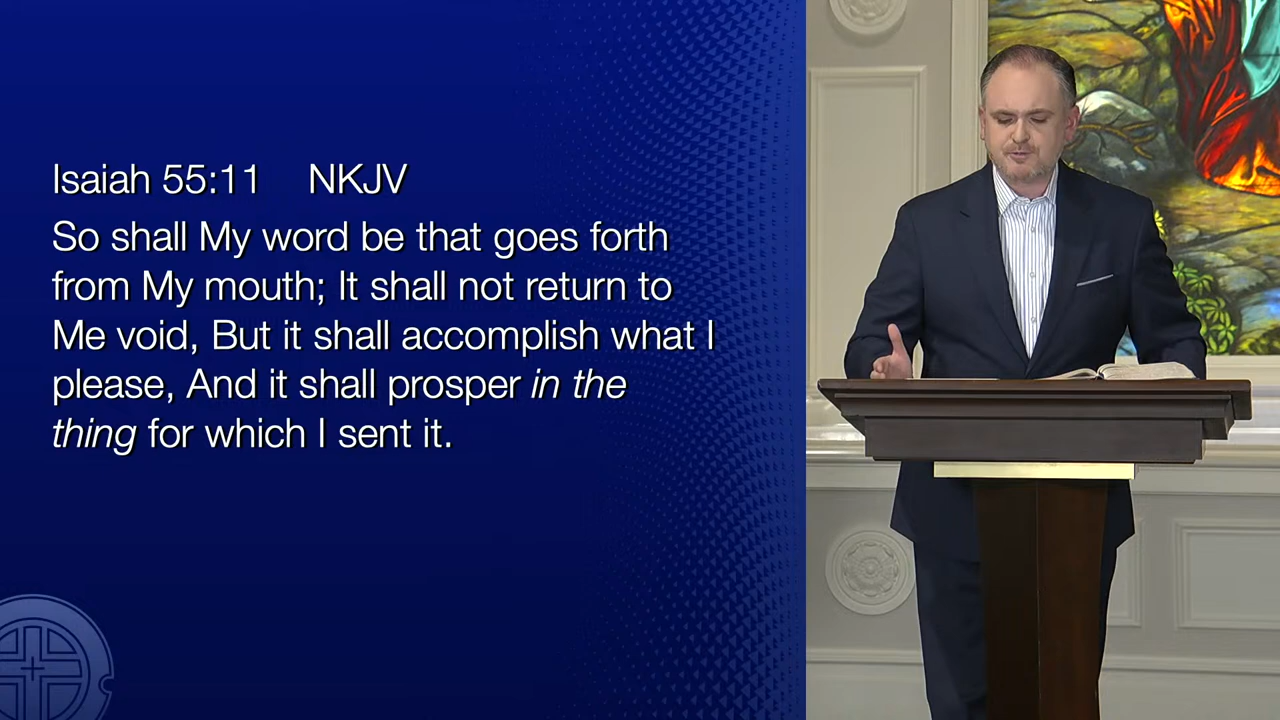 Isaiah 55:11 NKJV
So shall My word be that goes forth
from My mouth; It shall not return to
Me void, But it shall accomplish what I
please, And it shall prosper in the
thing for which I sent it.